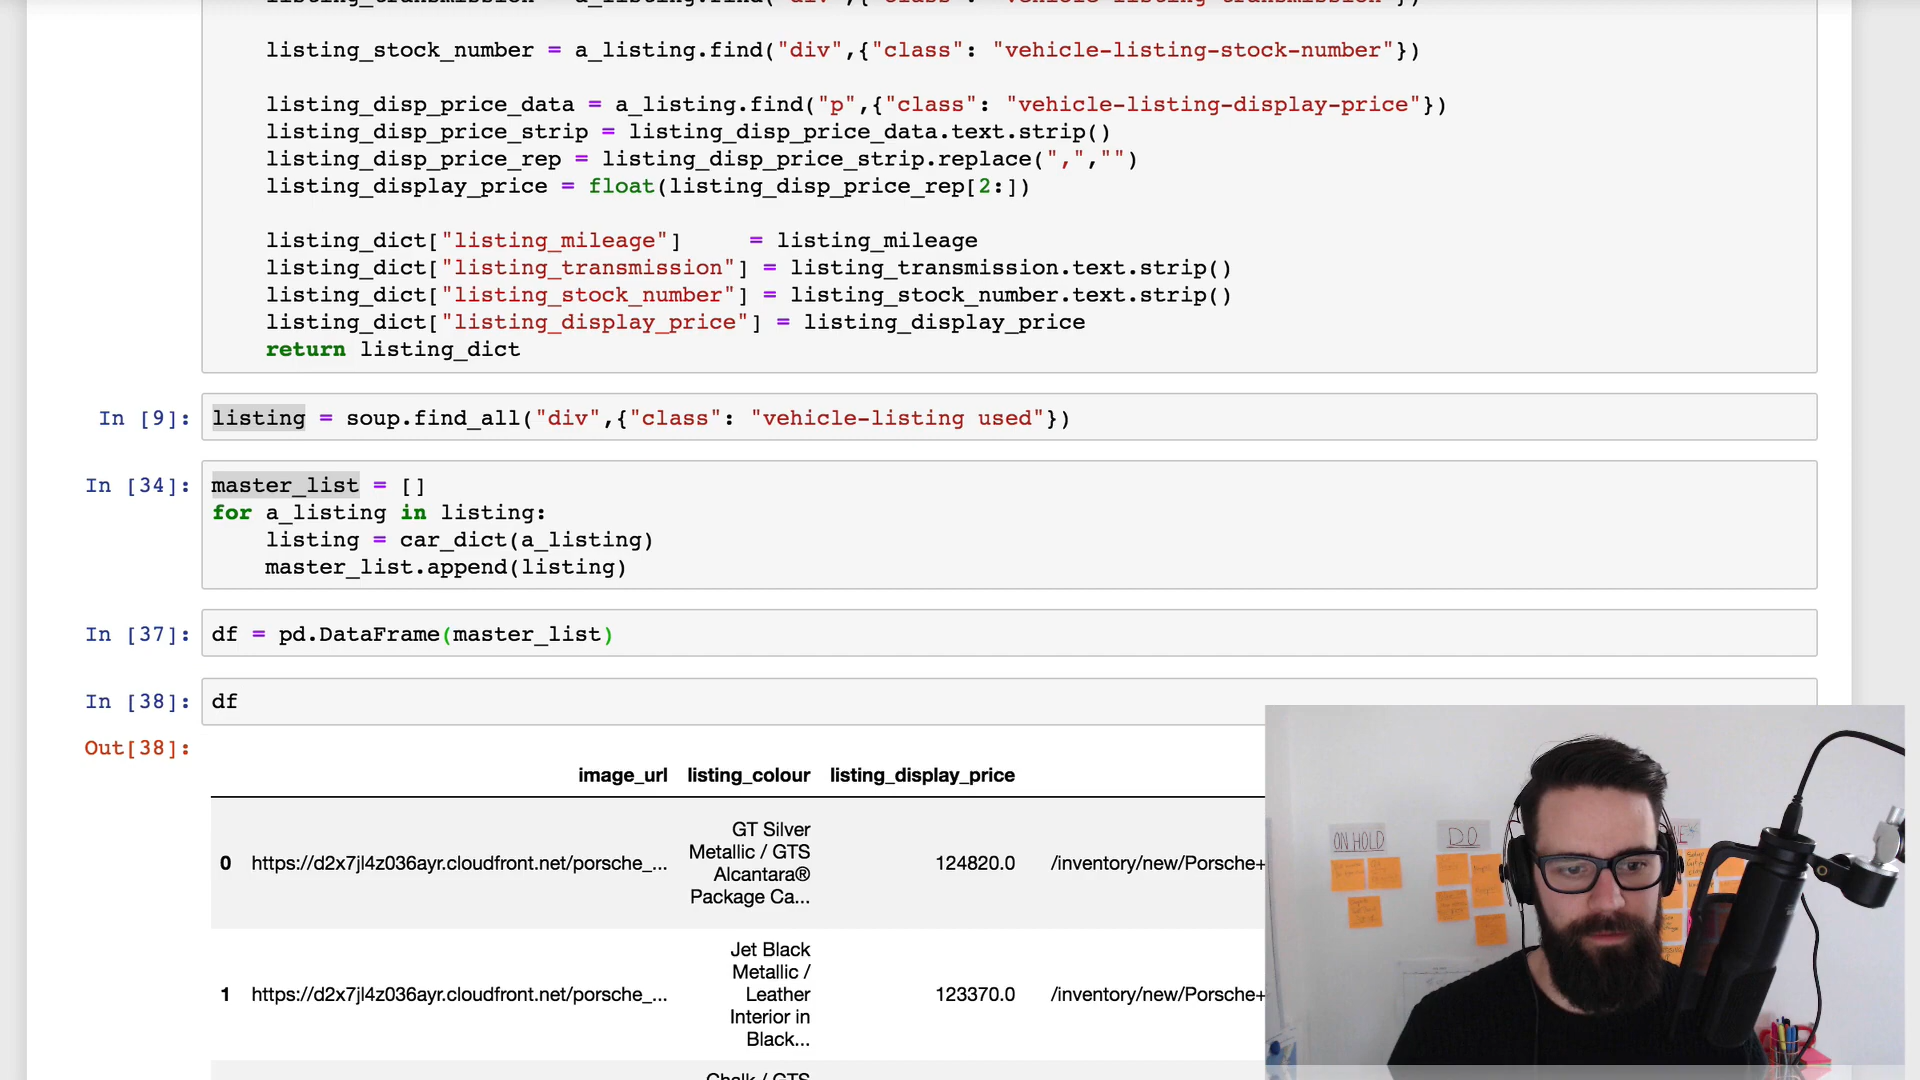 listing_stock_number = a_listing.find("div",{"class": "vehicle-listing-stock-number"})
listing_disp_price_data = a_listing.find("p",{"class": "vehicle-listing-display-price"})
listing_disp_price_strip = listing_disp_price_data.text.strip()
listing_disp_price_rep = listing_disp_price_strip.replace(",","")
listing_display_price = float(listing_disp_price_rep[2:])
listing_dict["listing_mileage"]     = listing_mileage
listing_dict["listing_transmission"] = listing_transmission.text.strip()
listing_dict["listing_stock_number"] = listing_stock_number.text.strip()
listing_dict["listing_display_price"] = listing_display_price
return listing_dict
In [9]: listing = soup.find_all("div",{"class": "vehicle-listing used"})
In [34]: master_list = []
for a_listing in listing:
    listing = car_dict(a_listing)
    master_list.append(listing)
In [37]: df = pd.DataFrame(master_list)
In [38]: df
Out[38]:
image_url listing_colour listing_display_price
0 https://d2x7jl4z036ayr.cloudfront.net/porsche_... GT Silver Metallic / GTS Alcantara® Package Ca... 124820.0 /inventory/new/Porsche+
1 https://d2x7jl4z036ayr.cloudfront.net/porsche_... Jet Black Metallic / Leather Interior in Black... 123370.0 /inventory/new/Porsche+
Chalk / GTS
ON HOLD
DO